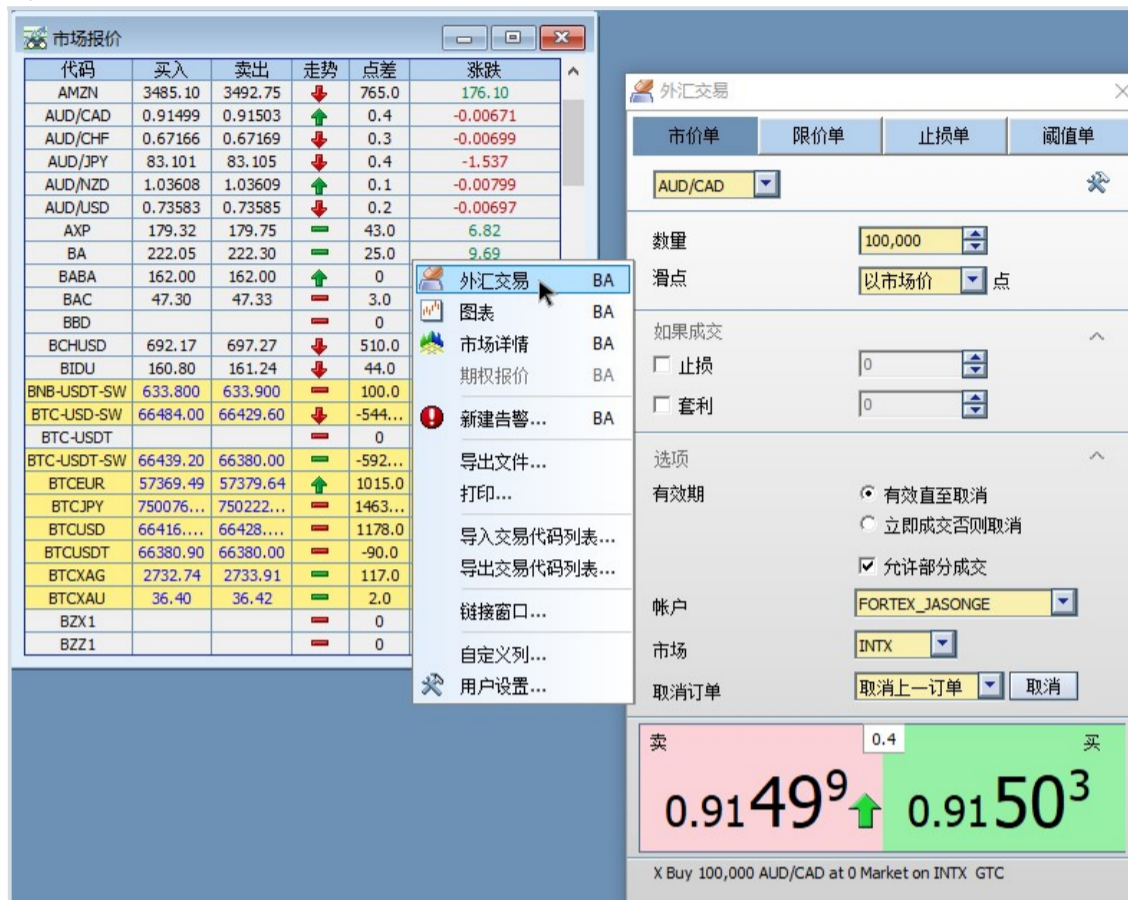 市场报价
代码 买入 卖出 走势 点差 涨跌
AMZN 3485.10 3492.75 765.0 176.10
AUD/CAD 0.91499 0.91503 0.4 -0.00671
AUD/CHF 0.67166 0.67169 0.3 -0.00699
AUD/JPY 83.101 83.105 0.4 -1.537
AUD/NZD 1.03608 1.03609 0.1 -0.00799
AUD/USD 0.73583 0.73585 0.2 -0.00697
AXP 179.32 179.75 43.0 6.82
BA 222.05 222.30 25.0 9.69
BABA 162.00 162.00 0
BAC 47.30 47.33 3.0
BBD 0
BCHUSD 692.17 697.27 510.0
BIDU 160.80 161.24 44.0
BNB-USDT-SW 633.800 633.900 100.0
BTC-USD-SW 66484.00 66429.60 -544...
BTC-USDT 0
BTC-USDT-SW 66439.20 66380.00 -592...
BTCEUR 57369.49 57379.64 1015.0
BTCJPY 750076... 750222... 1463...
BTCUSD 66416.... 66428.... 1178.0
BTCUSDT 66380.90 66380.00 -90.0
BTCXAG 2732.74 2733.91 117.0
BTCXAU 36.40 36.42 2.0
BZX1 0
BZZ1 0
外汇交易 BA
图表 BA
市场详情 BA
期权报价 BA
新建告警... BA
导出文件...
打印...
导入交易代码列表...
导出交易代码列表...
链接窗口...
自定义列...
用户设置...
外汇交易
市价单 限价单 止损单 阈值单
AUD/CAD
数量 100,000
滑点 以市场价 点
如果成交
止损 0
套利 0
选项
有效期 有效直至取消
立即成交否则取消
允许部分成交
帐户 FORTEX_JASONGE
市场 INTX
取消订单 取消上一订单 取消
卖 0.4 买
0.91499 0.91503
X Buy 100,000 AUD/CAD at 0 Market on INTX GTC